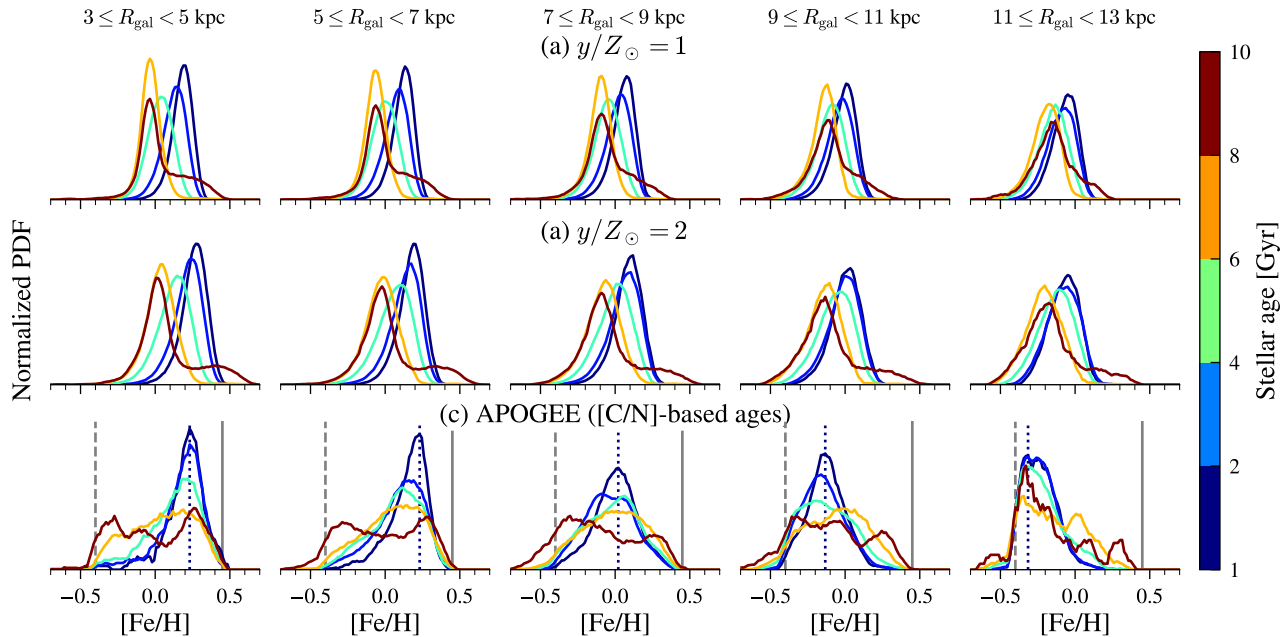 3 ≤ R_gal < 5 kpc
5 ≤ R_gal < 7 kpc
7 ≤ R_gal < 9 kpc
9 ≤ R_gal < 11 kpc
11 ≤ R_gal < 13 kpc
(a) y/Z_⊙ = 1
(a) y/Z_⊙ = 2
(c) APOGEE ([C/N]-based ages)
Normalized PDF
−0.5 0.0 0.5
−0.5 0.0 0.5
−0.5 0.0 0.5
−0.5 0.0 0.5
−0.5 0.0 0.5
[Fe/H]
[Fe/H]
[Fe/H]
[Fe/H]
[Fe/H]
10
8
6
4
2
1
Stellar age [Gyr]